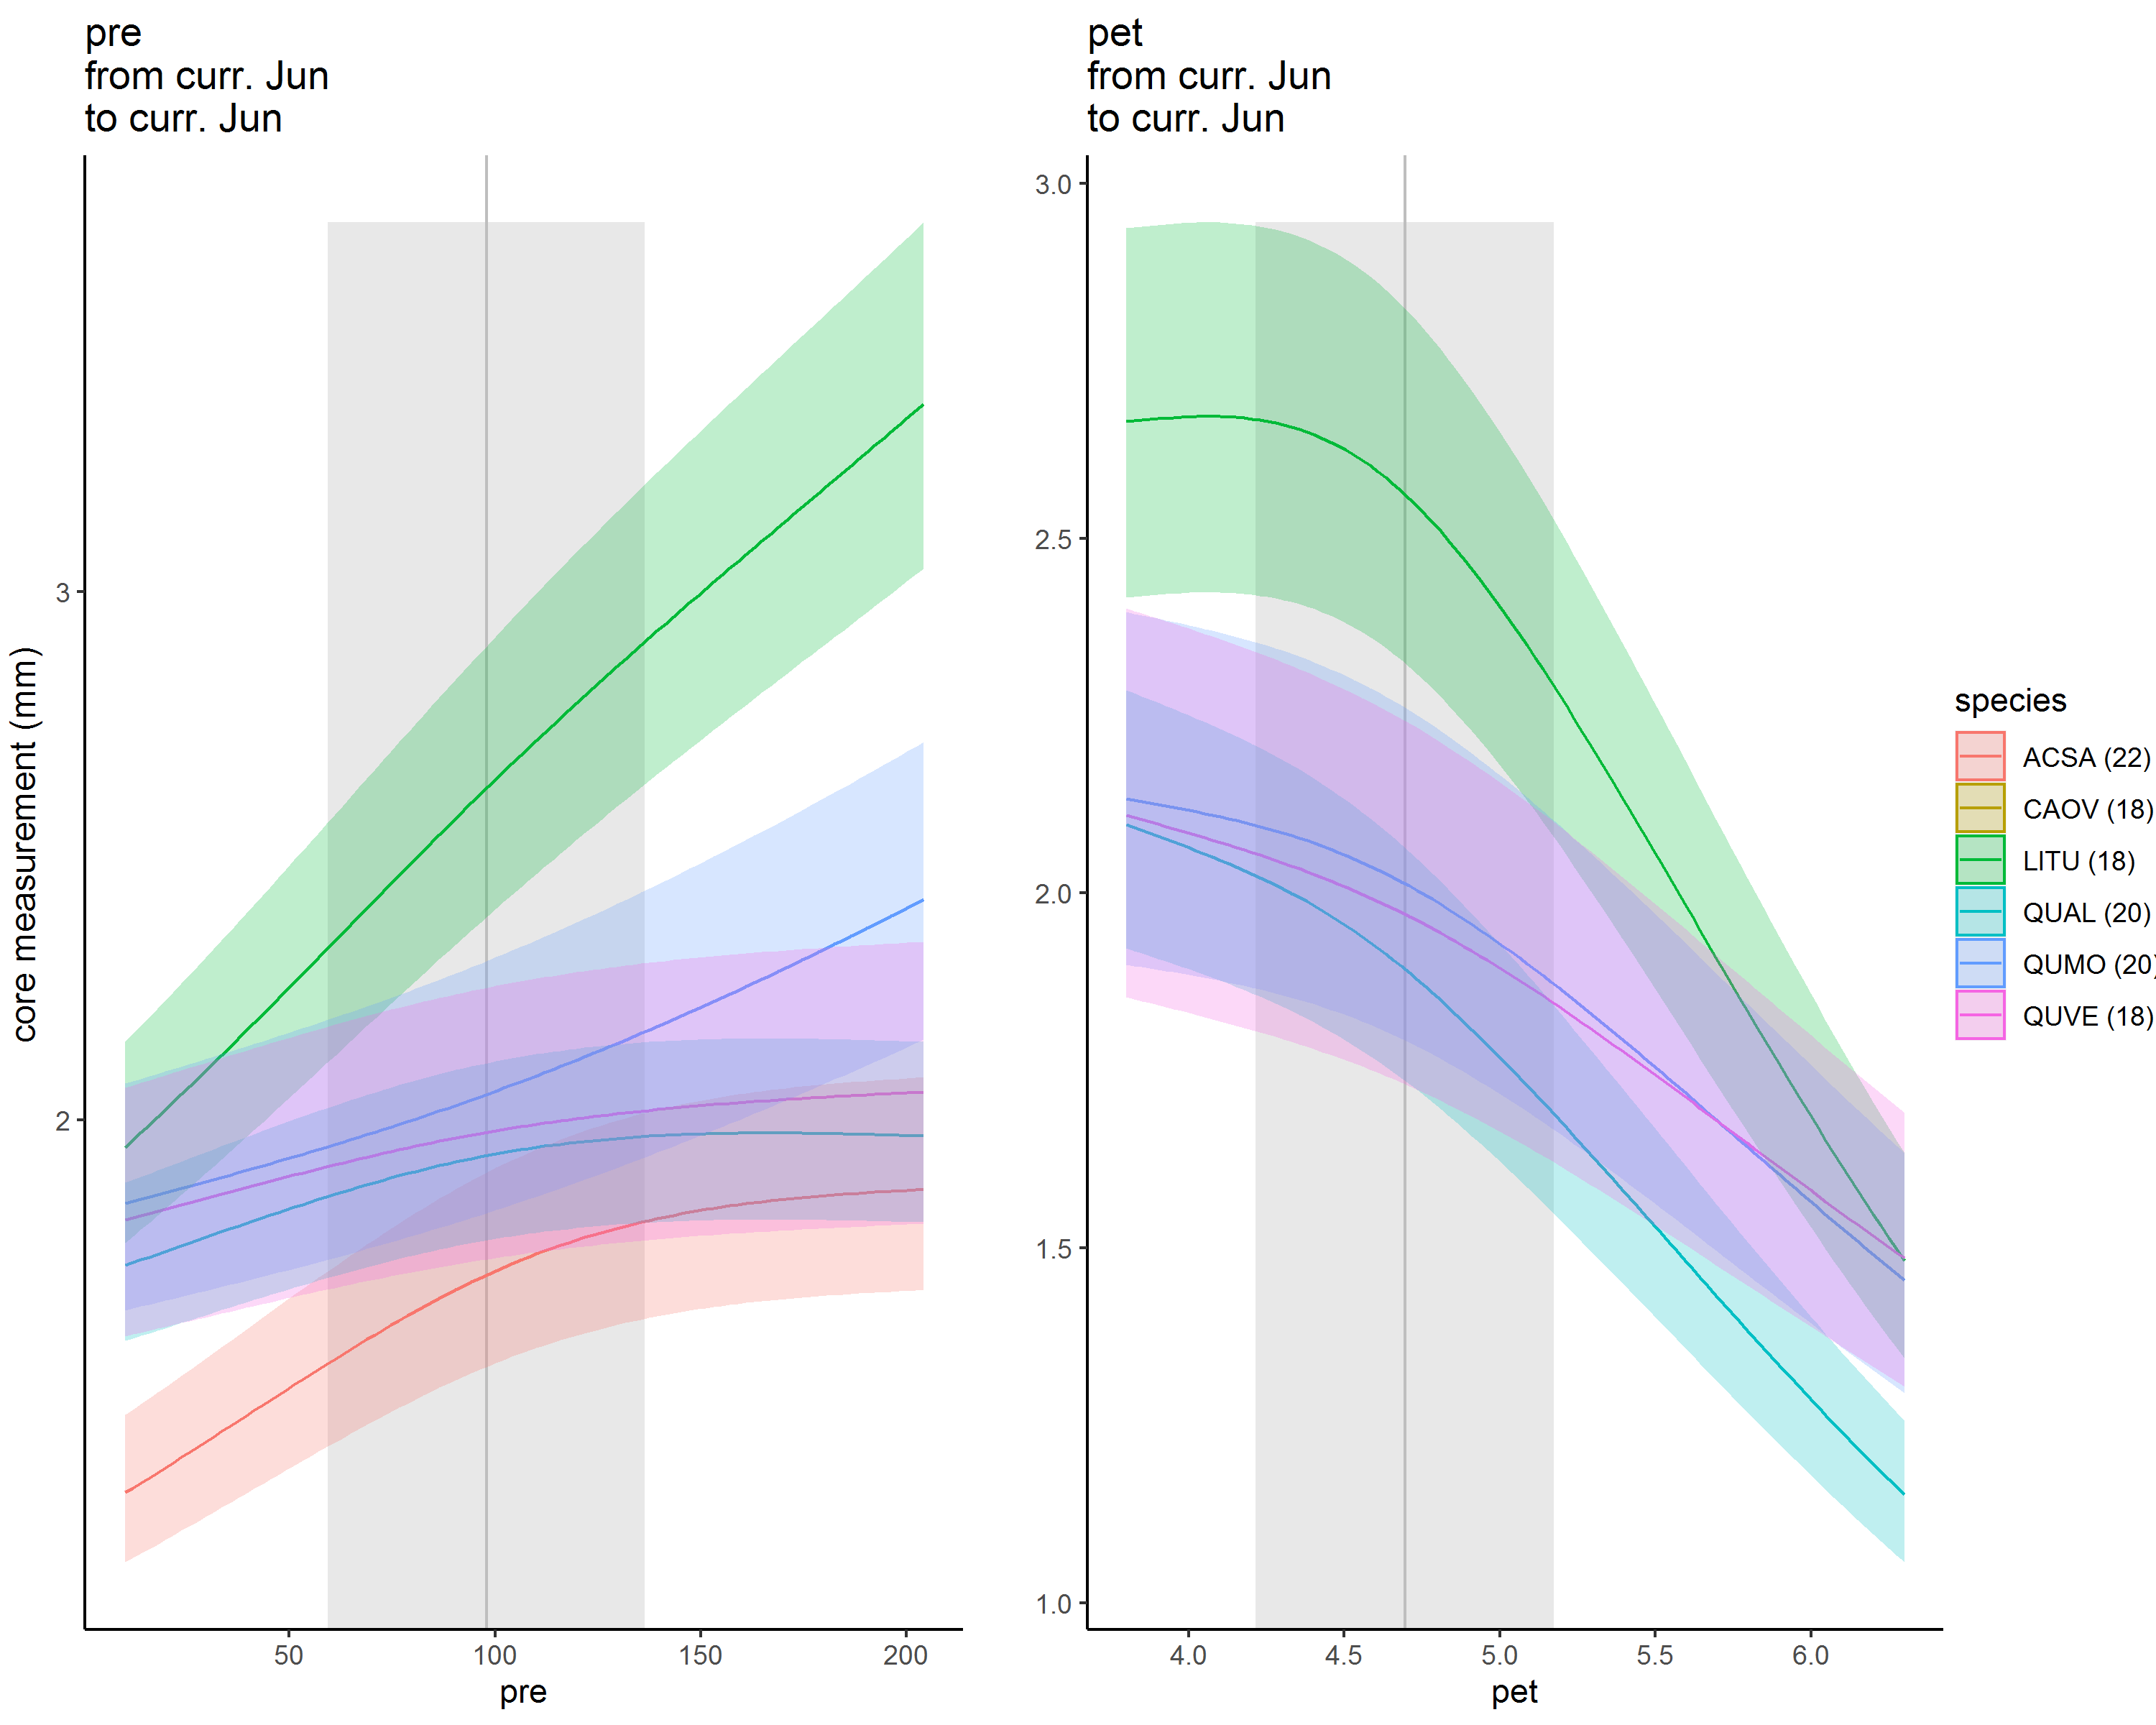 pre
from curr. Jun
to curr. Jun
pet
from curr. Jun
to curr. Jun
core measurement (mm)
3
2
50
100
150
200
pre
3.0
2.5
2.0
1.5
1.0
4.0
4.5
5.0
5.5
6.0
pet
species
ACSA (22)
CAOV (18)
LITU (18)
QUAL (20)
QUMO (20)
QUVE (18)